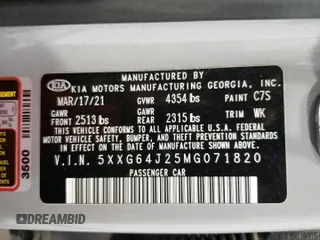 MANUFACTURED BY
KIA KIA MOTORS MANUFACTURING GEORGIA, INC.
MAR/17/21 GVWR 4354 lbs PAINT C7S
GAWR FRONT 2513 lbs GAWR REAR 2315 lbs TRIM WK
THIS VEHICLE CONFORMS TO ALL APPLICABLE FEDERAL
MOTOR VEHICLE SAFETY, BUMPER, AND THEFT PREVENTION
STANDARDS IN EFFECT ON THE DATE OF MANUFACTURE
SHOWN ABOVE.
V.I.N. 5XXG64J25MG071820
PASSENGER CAR
3500
DREAMBID